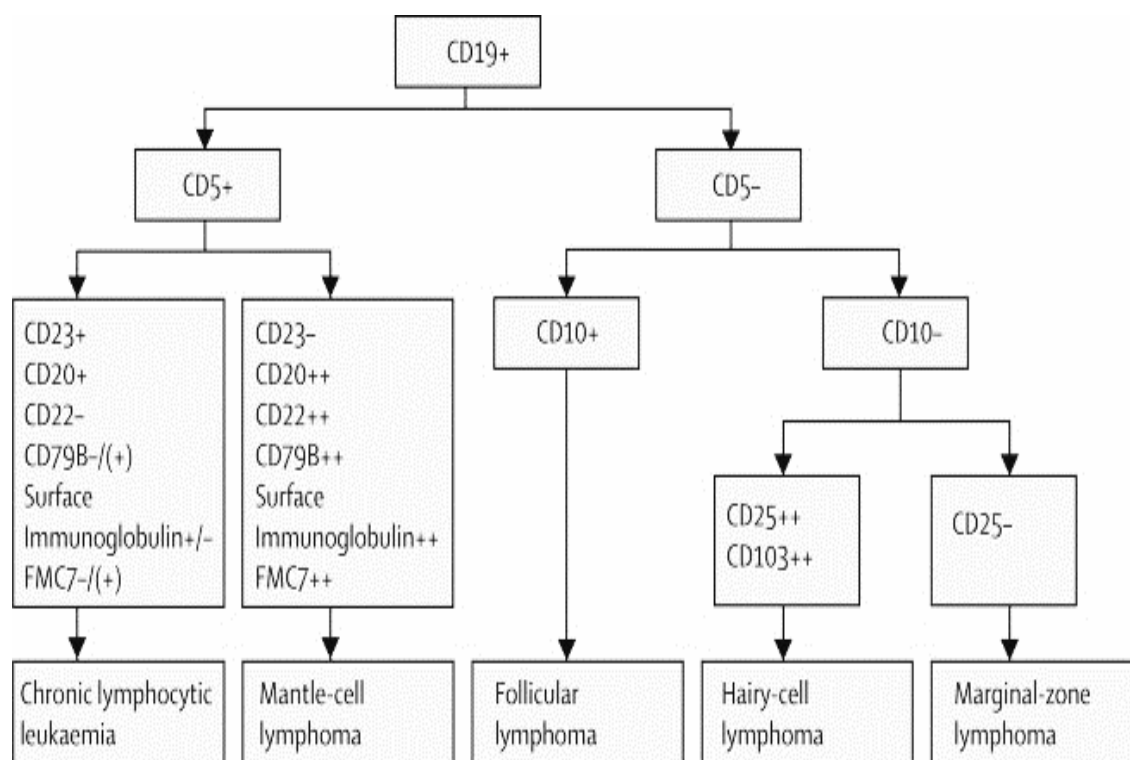 CD19+
CD5+
CD5–
CD23+
CD20+
CD22–
CD79B–/(+)
Surface
Immunoglobulin+/–
FMC7–/(+)
CD23–
CD20++
CD22++
CD79B++
Surface
Immunoglobulin++
FMC7++
CD10+
CD10–
CD25++
CD103++
CD25–
Chronic lymphocytic
leukaemia
Mantle-cell
lymphoma
Follicular
lymphoma
Hairy-cell
lymphoma
Marginal-zone
lymphoma